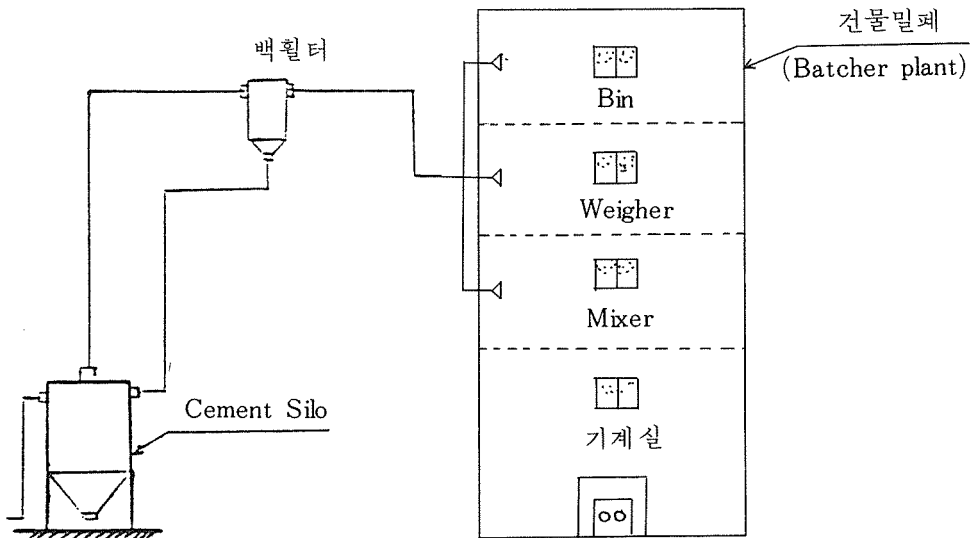 건물밀폐
(Batcher plant)
백휠터
Bin
Weigher
Mixer
Cement Silo
기계실